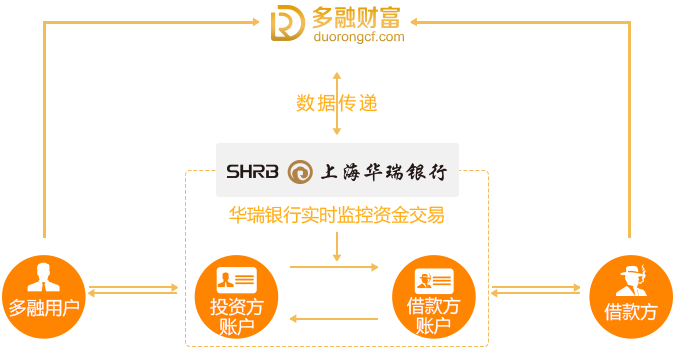 多融财富
duorongcf.com
数据传递
SHRB 上海华瑞银行
华瑞银行实时监控资金交易
多融用户
投资方
账户
借款方
账户
借款方